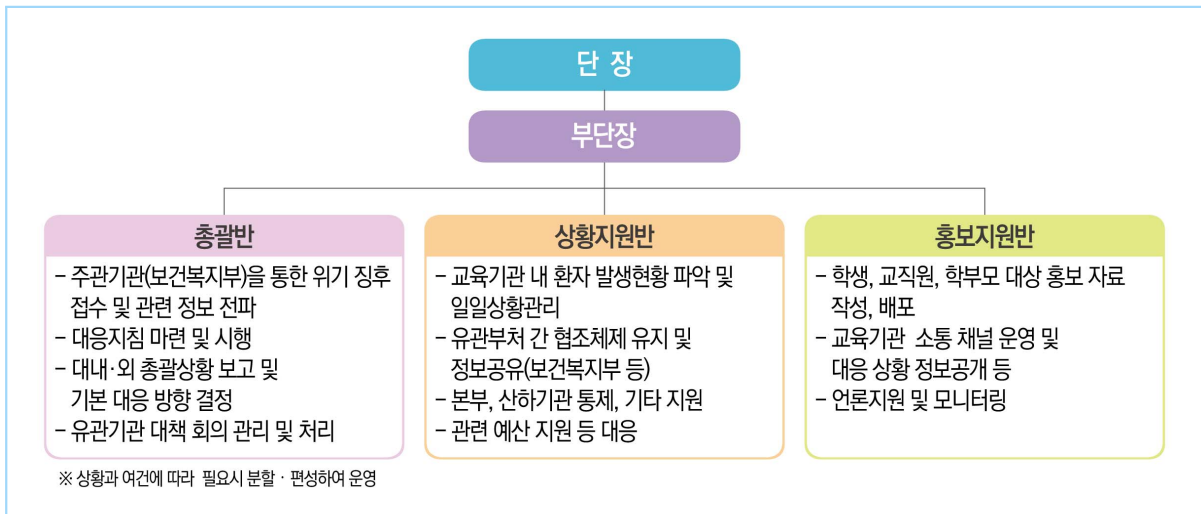 단 장
부단장
총괄반
- 주관기관(보건복지부)을 통한 위기 징후
접수 및 관련 정보 전파
- 대응지침 마련 및 시행
- 대내·외 총괄상황 보고 및
기본 대응 방향 결정
- 유관기관 대책 회의 관리 및 처리
상황지원반
- 교육기관 내 환자 발생현황 파악 및
일일상황관리
- 유관부처 간 협조체제 유지 및
정보공유(보건복지부 등)
- 본부, 산하기관 통제, 기타 지원
- 관련 예산 지원 등 대응
홍보지원반
- 학생, 교직원, 학부모 대상 홍보 자료
작성, 배포
- 교육기관 소통 채널 운영 및
대응 상황 정보공개 등
- 언론지원 및 모니터링
※ 상황과 여건에 따라 필요시 분할 · 편성하여 운영